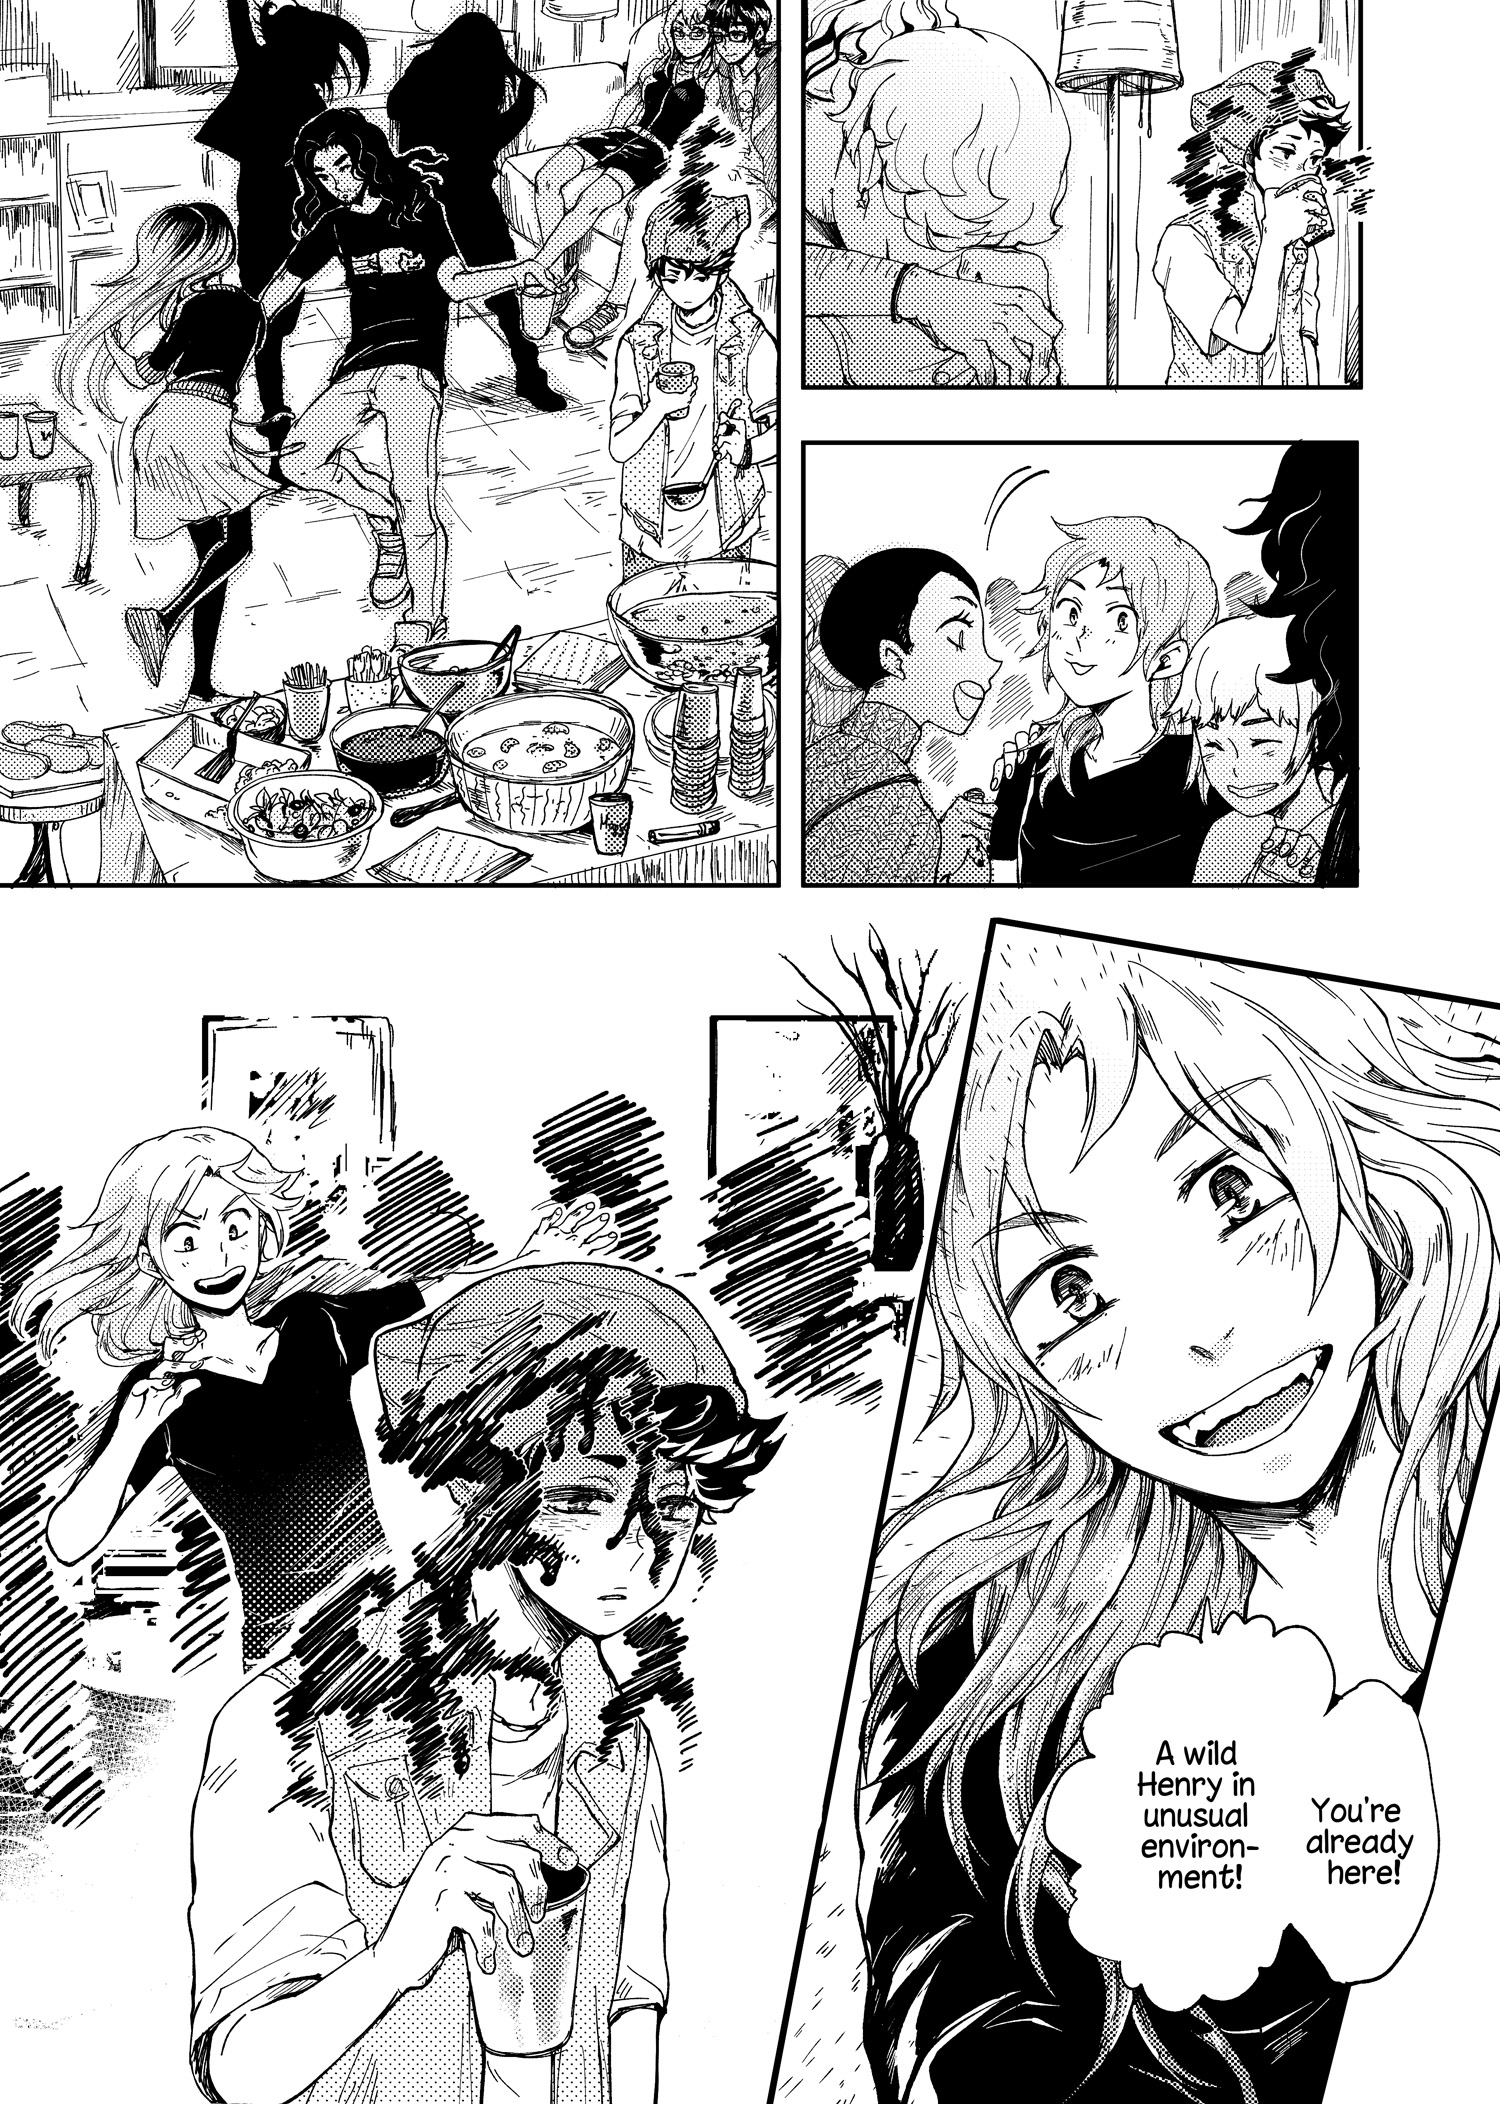 You're
already
here!
A wild
Henry in
unusual
environ-
ment!